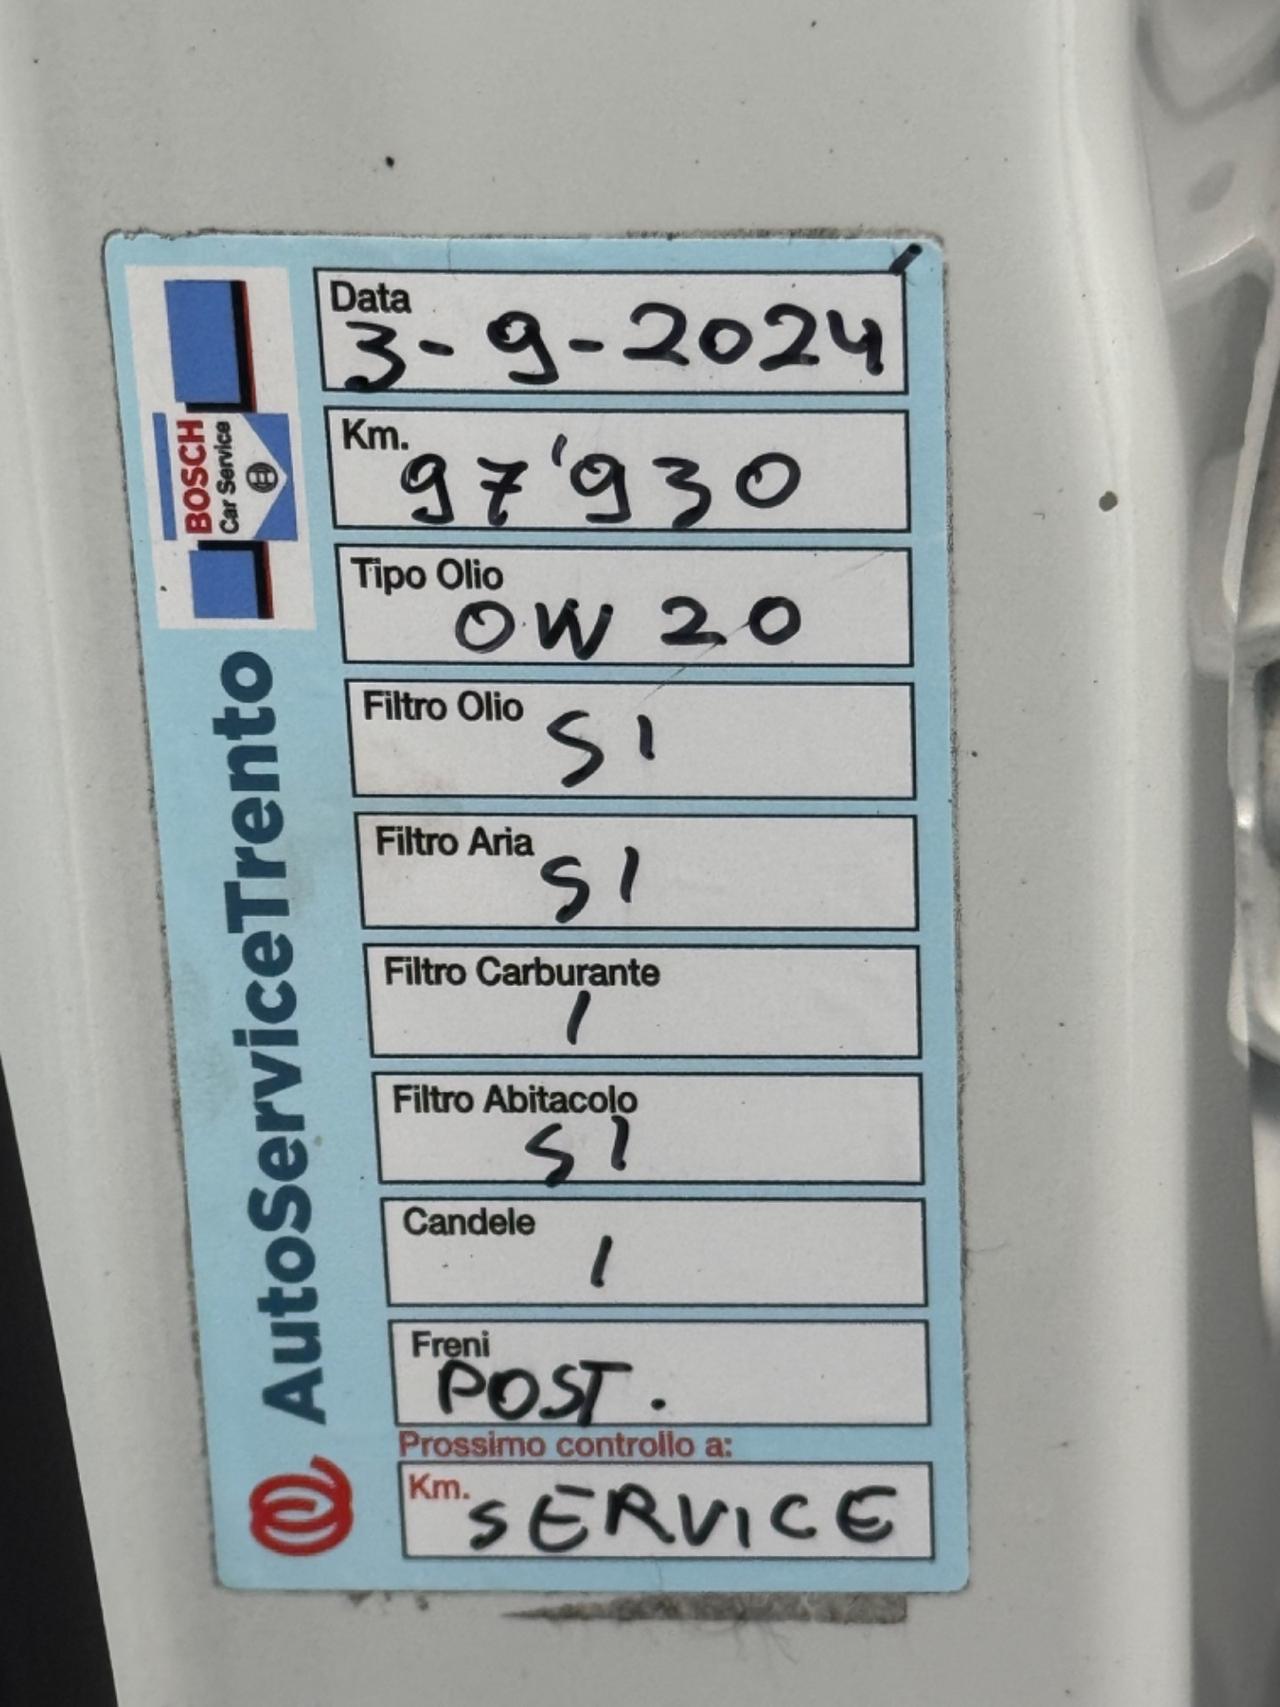 BOSCH
Car Service
AutoServiceTrento
Data
3-9-2024
Km.
97'930
Tipo Olio
0W 20
Filtro Olio
SI
Filtro Aria
SI
Filtro Carburante
/
Filtro Abitacolo
SI
Candele
/
Freni
POST.
Prossimo controllo a:
Km.
SERVICE